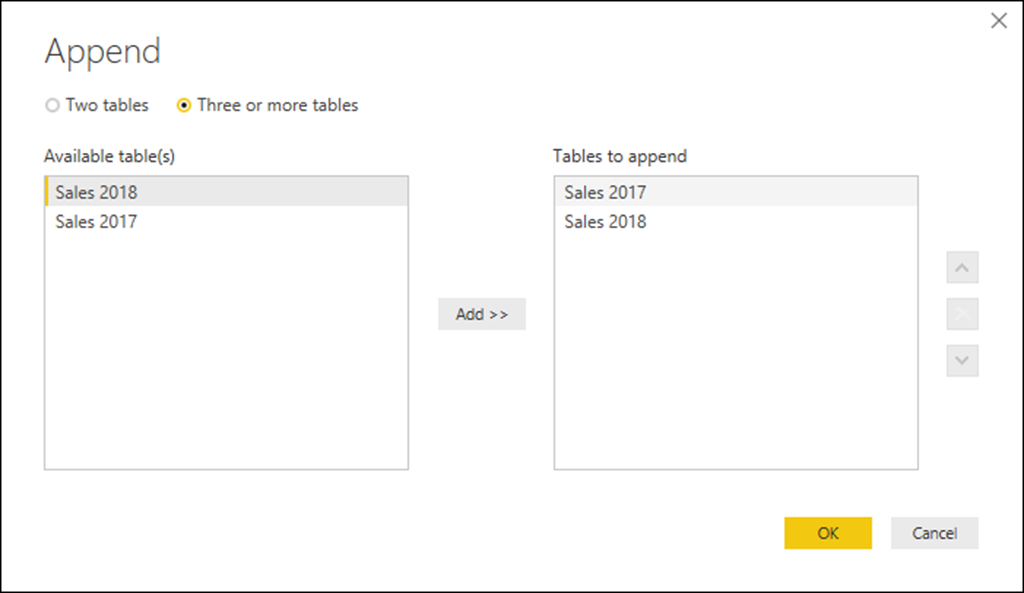 Append
Two tables
Three or more tables
Available table(s)
Sales 2018
Sales 2017
Add >>
Tables to append
Sales 2017
Sales 2018
OK
Cancel